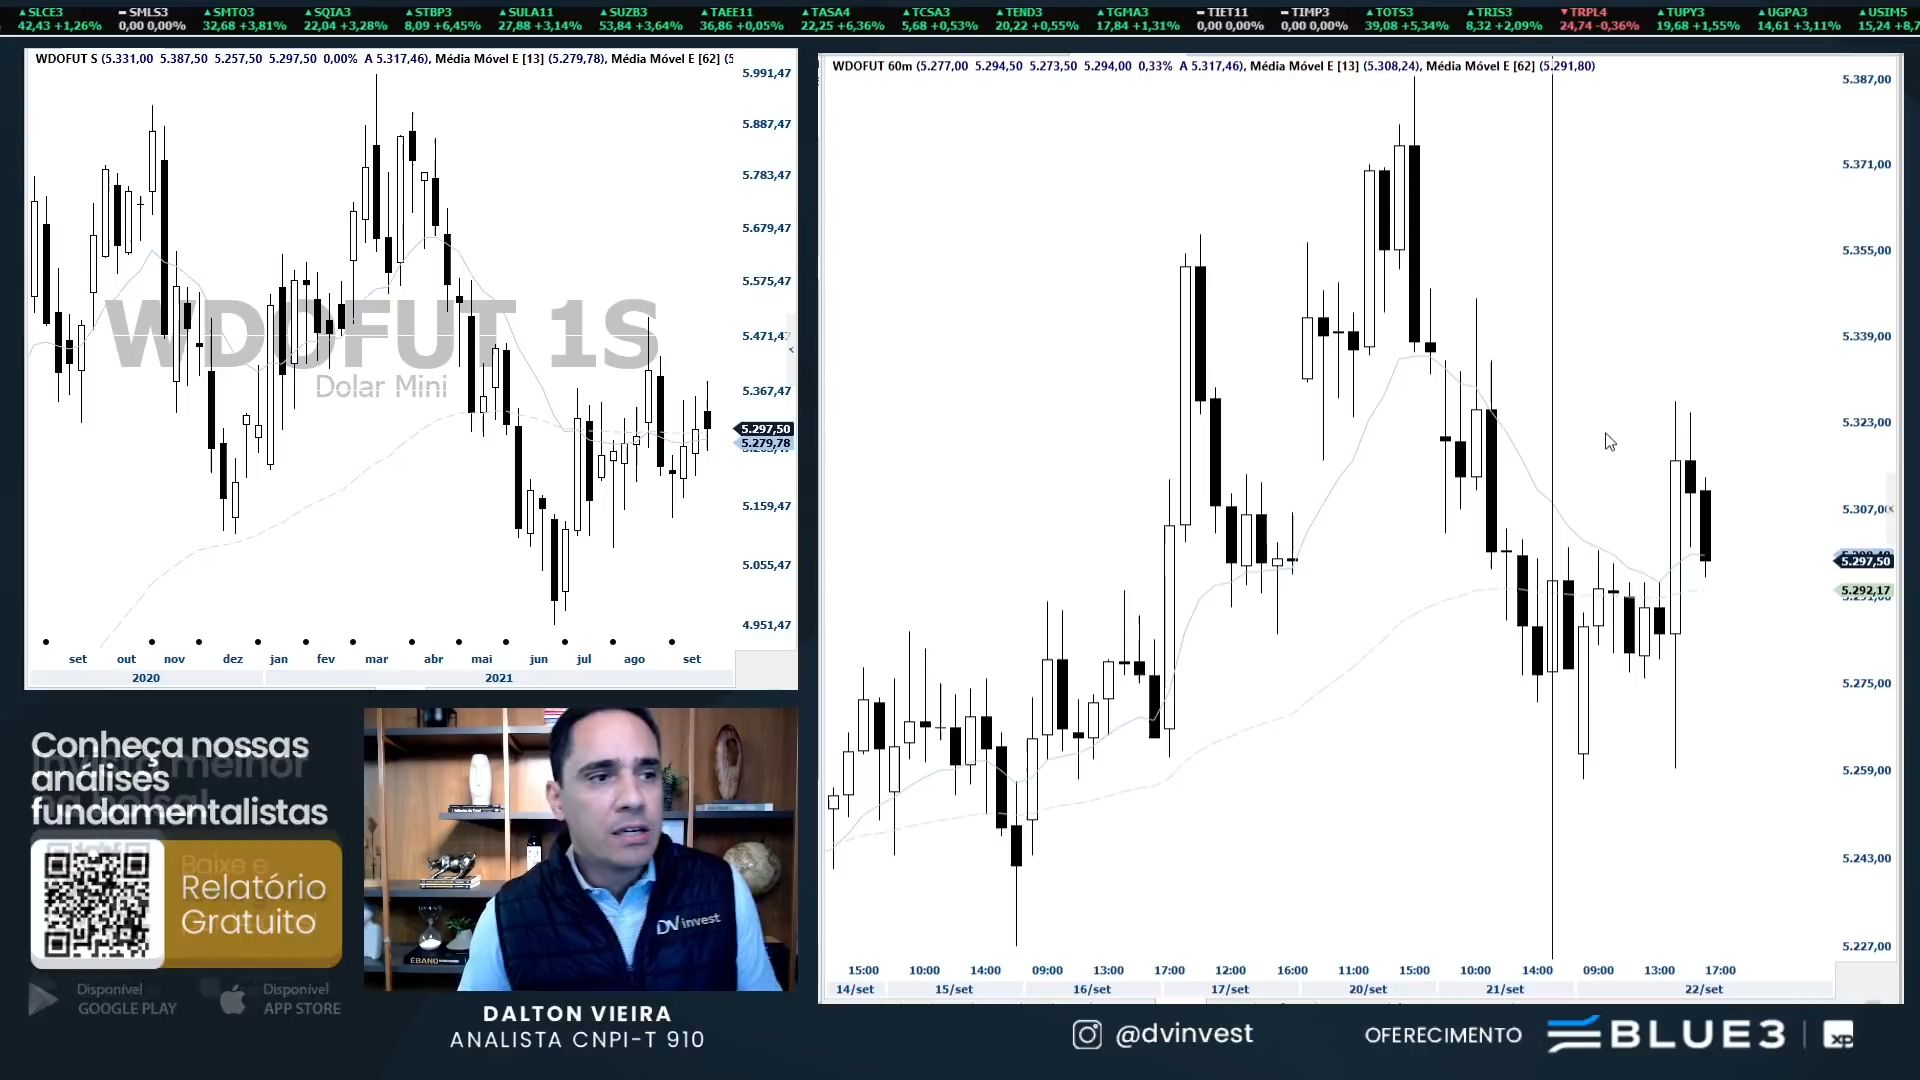 ▲SLCE3 ━SMLS3 ▲SMTO3 ▲SQIA3 ▲STBP3 ▲SULA11 ▲SUZB3 ▲TAEE11 ▲TASA4 ▲TCSA3 ▲TEND3 ▲TGMA3 ━TIET11 ━TIMP3 ▲TOTS3 ▲TRIS3 ▼TRPL4 ▲TUPY3 ▲UGPA3 ▲USIM5
42,43 +1,26% 0,00 0,00% 32,68 +3,81% 22,04 +3,28% 8,09 +6,45% 27,88 +3,14% 53,84 +3,64% 36,86 +0,05% 22,25 +6,36% 5,68 +0,53% 20,22 +0,55% 17,84 +1,31% 0,00 0,00% 0,00 0,00% 39,08 +5,34% 8,32 +2,09% 24,74 -0,36% 19,68 +1,55% 14,61 +3,11% 15,24 +8,7
WDOFUT S (5.331,00 5.387,50 5.257,50 5.297,50 0,00% A 5.317,46), Média Móvel E [13] (5.279,78), Média Móvel E [62] (5
5.991,47
5.887,47
5.783,47
5.679,47
5.575,47
5.471,47
5.367,47
5.297,50
5.279,78
5.159,47
5.055,47
4.951,47
WDOFUT 1S
Dolar Mini
set out nov dez jan fev mar abr mai jun jul ago set
2020 2021
WDOFUT 60m (5.277,00 5.294,50 5.273,50 5.294,00 0,33% A 5.317,46), Média Móvel E [13] (5.308,24), Média Móvel E [62] (5.291,80)
5.387,00
5.371,00
5.355,00
5.339,00
5.323,00
5.307,00
5.297,50
5.292,17
5.275,00
5.259,00
5.243,00
5.227,00
15:00 10:00 14:00 09:00 13:00 17:00 12:00 16:00 11:00 15:00 10:00 14:00 09:00 13:00 17:00
14/set 15/set 16/set 17/set 20/set 21/set 22/set
Conheça nossas
análises
fundamentalistas
Baixe e
Relatório
Gratuito
Disponível
GOOGLE PLAY
Disponível
APP STORE
ÉBANO
DV invest
DALTON VIEIRA
ANALISTA CNPI-T 910
@dvinvest
OFERECIMENTO
BLUE3
xp